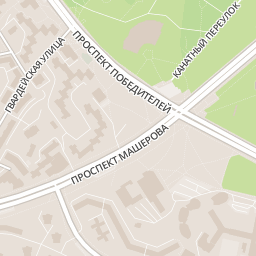 ПРОСПЕКТ ПОБЕДИТЕЛЕЙ
ГВАРДЕЙСКАЯ УЛИЦА
КАНАТНЫЙ ПЕРЕУЛОК
ПРОСПЕКТ МАШЕРОВА